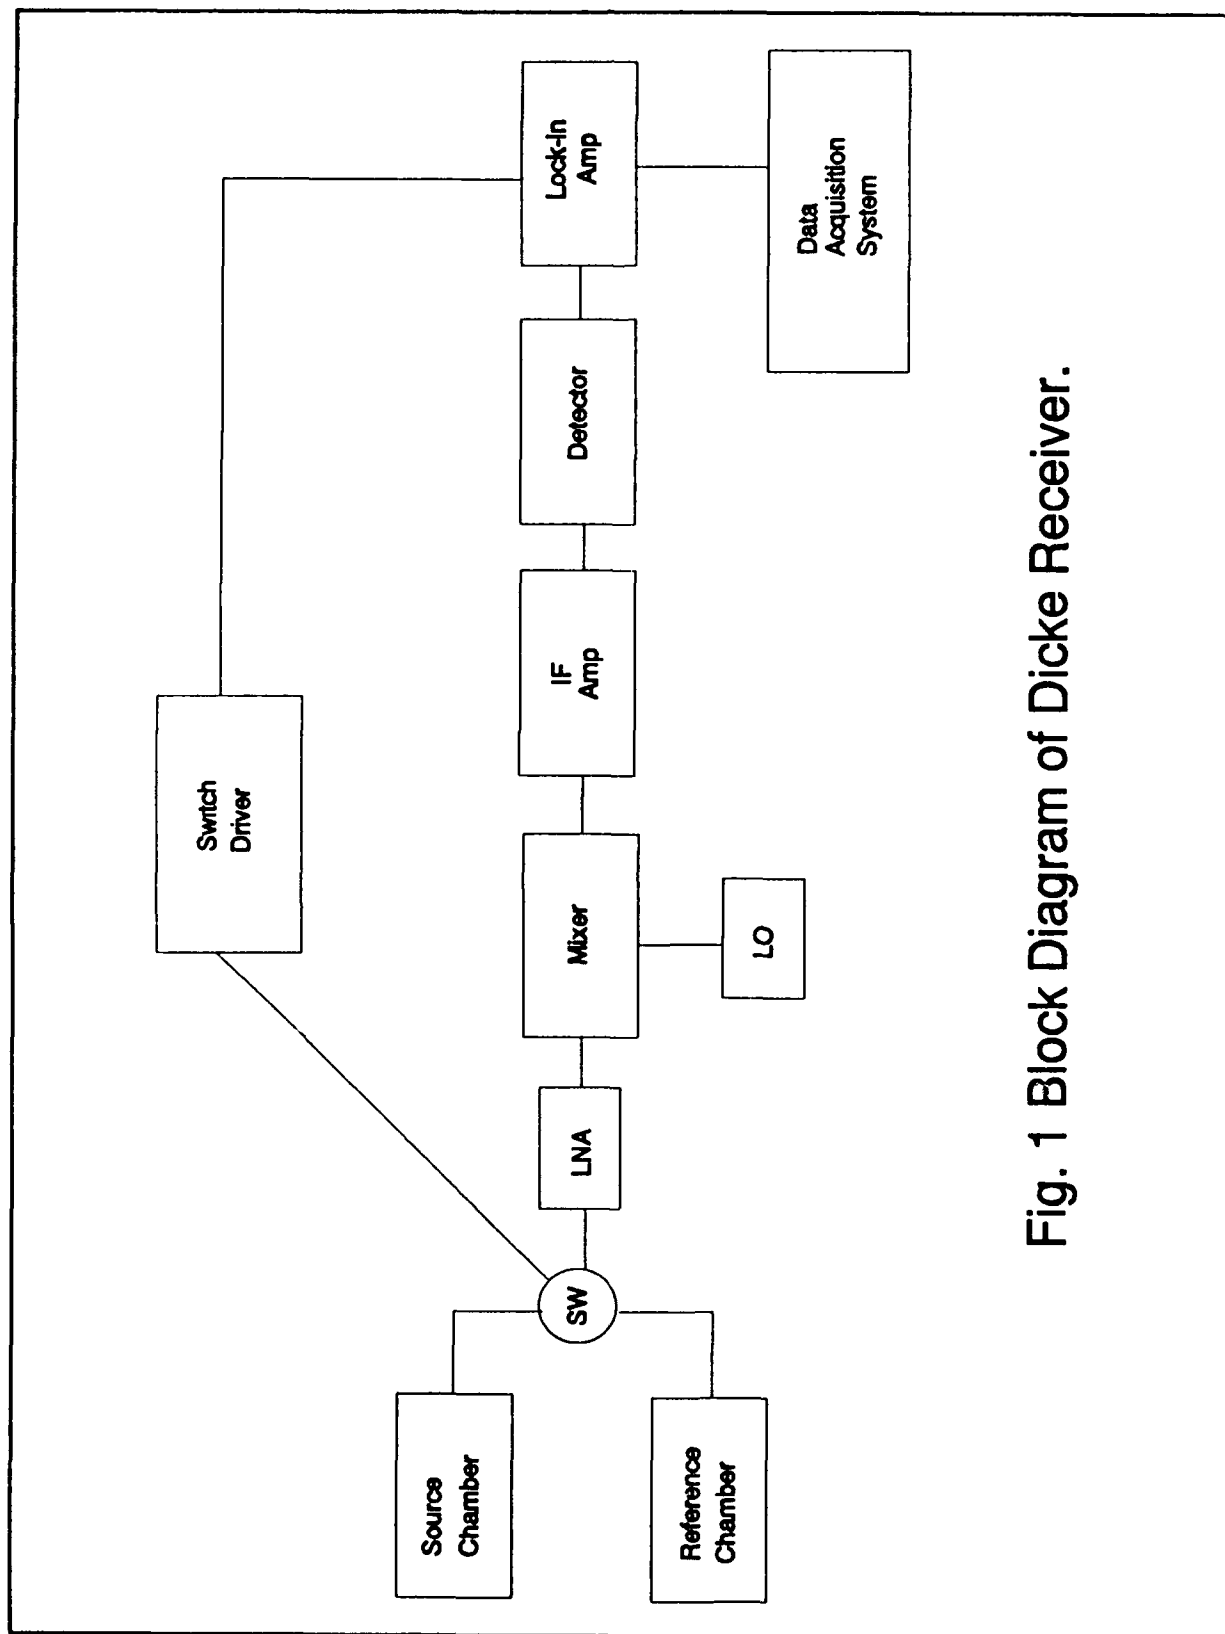 Switch
Driver
Source
Chamber
Reference
Chamber
SW
LNA
Mixer
LO
IF
Amp
Detector
Lock-In
Amp
Data
Acquisition
System
Fig. 1 Block Diagram of Dicke Receiver.